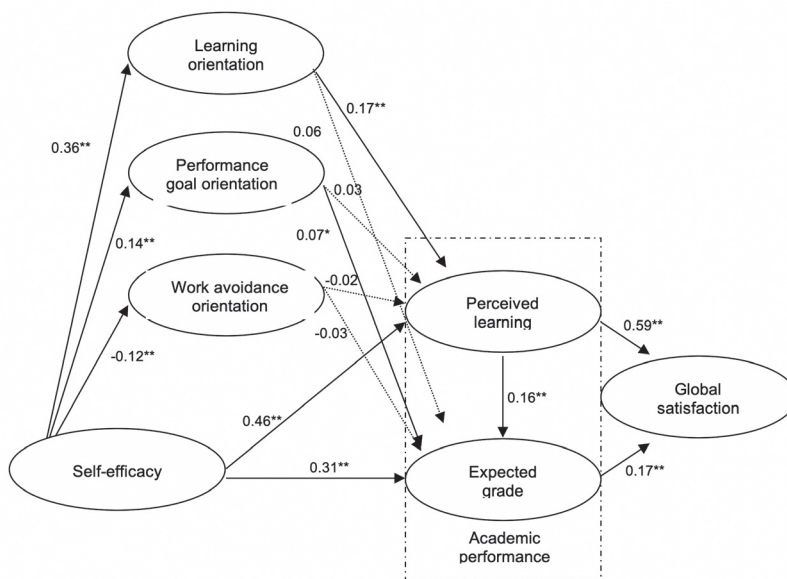 Learning
orientation
0.17**
0.06
0.36**
Performance
goal orientation
0.03
0.07*
0.14**
Work avoidance
orientation
-0.02
-0.03
Perceived
learning
0.59**
-0.12**
Global
satisfaction
0.16**
0.46**
Self-efficacy
0.31**
Expected
grade
0.17**
Academic
performance